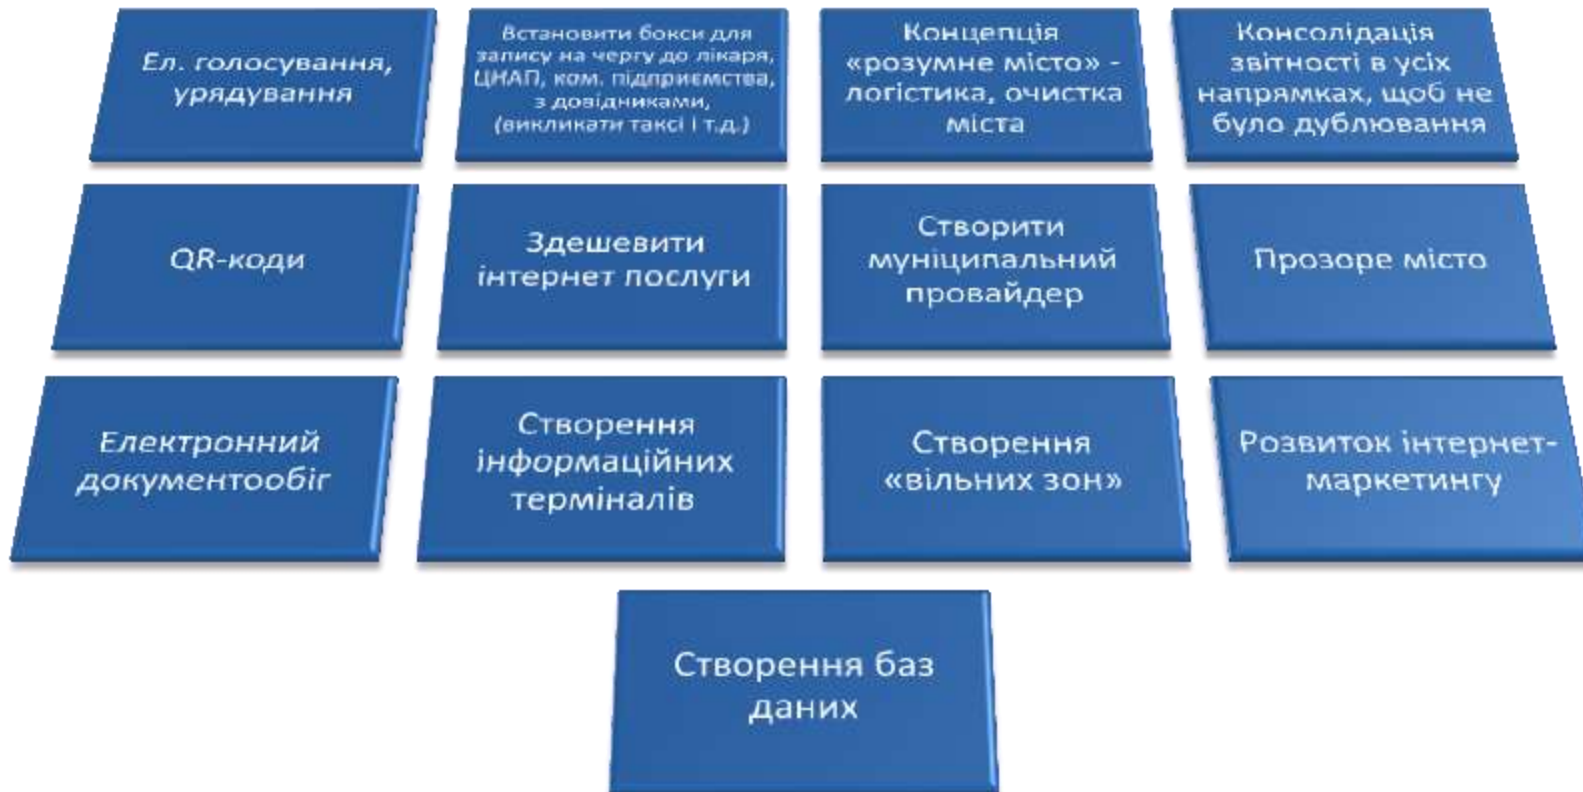 Ел. голосування,
урядування
Встановити бокси для
запису на чергу до лікаря,
ЦНАП, ком. підприємства,
з довідниками,
(викликати таксі і т.д.)
Концепція
«розумне місто» -
логістика, очистка
міста
Консолідація
звітності в усіх
напрямках, щоб не
було дублювання
QR-коди
Здешевити
інтернет послуги
Створити
муніципальний
провайдер
Прозоре місто
Електронний
документообіг
Створення
інформаційних
терміналів
Створення
«вільних зон»
Розвиток інтернет-
маркетингу
Створення баз
даних